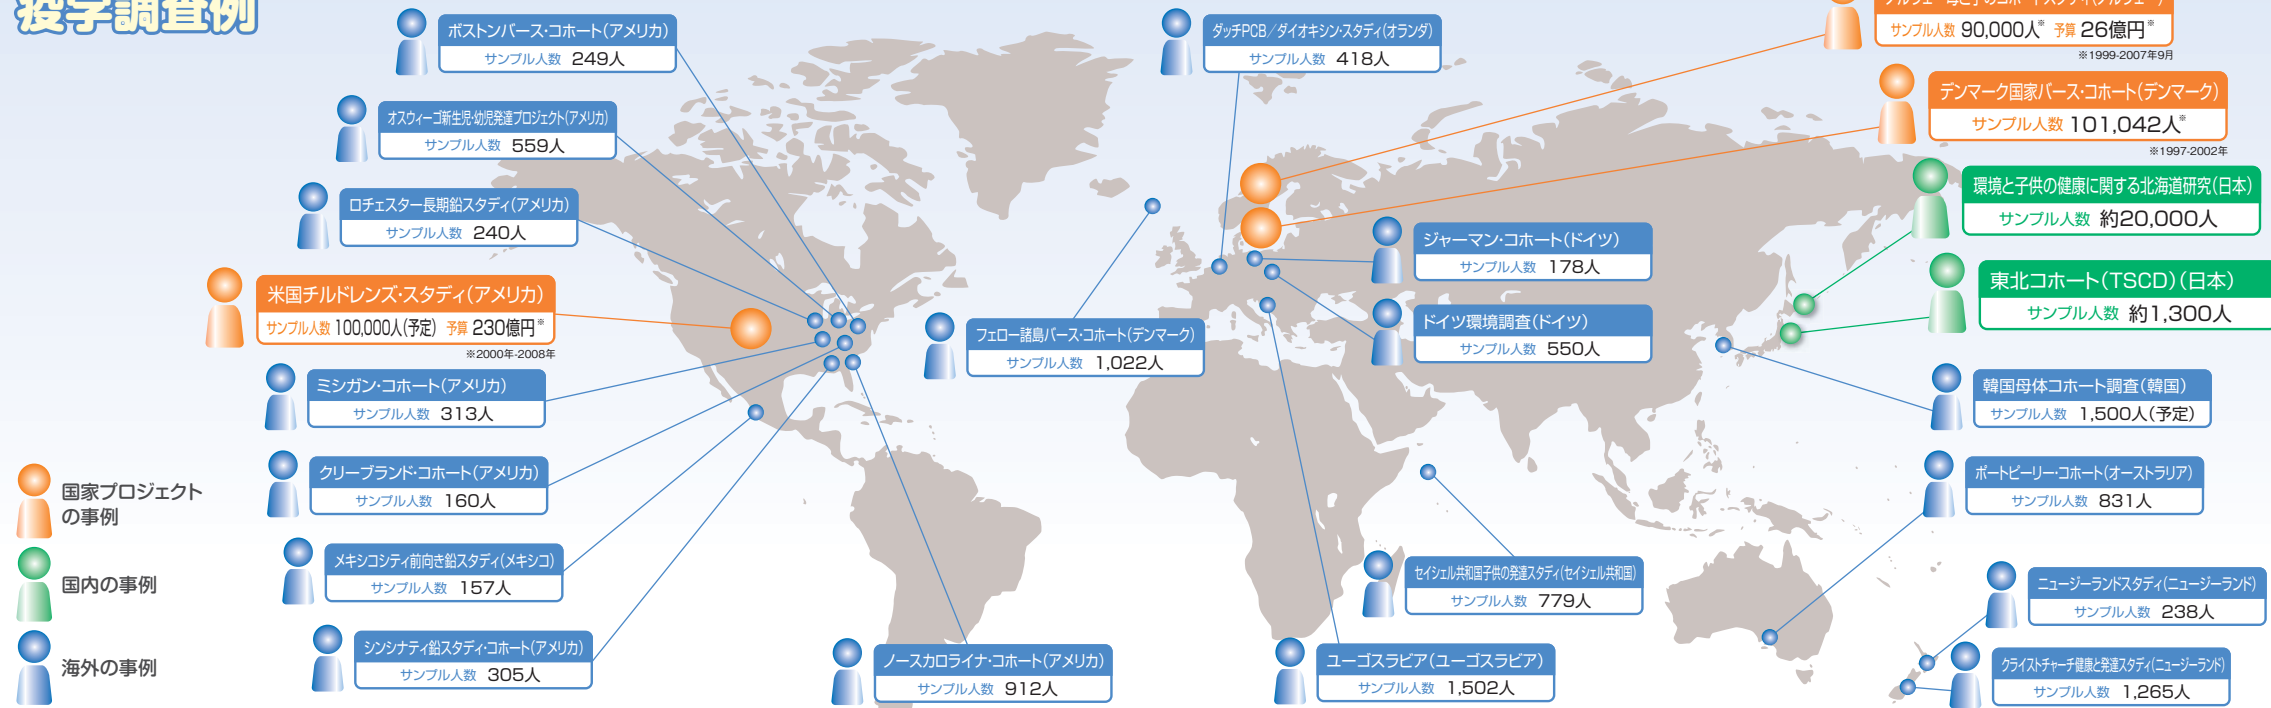 疫学調査例
ボストンバース・コホート(アメリカ)
サンプル人数 249人
オスウィーゴ新生児・幼児発達プロジェクト(アメリカ)
サンプル人数 559人
ロチェスター長期鉛スタディ(アメリカ)
サンプル人数 240人
米国チルドレンズ・スタディ(アメリカ)
サンプル人数 100,000人(予定) 予算 230億円※
※2000年-2008年
ミシガン・コホート(アメリカ)
サンプル人数 313人
クリーブランド・コホート(アメリカ)
サンプル人数 160人
メキシコシティ前向き鉛スタディ(メキシコ)
サンプル人数 157人
シンシナティ鉛スタディ・コホート(アメリカ)
サンプル人数 305人
国家プロジェクト
の事例
国内の事例
海外の事例
ダッチPCB/ダイオキシン・スタディ(オランダ)
サンプル人数 418人
フェロー諸島バース・コホート(デンマーク)
サンプル人数 1,022人
ノースカロライナ・コホート(アメリカ)
サンプル人数 912人
ジャーマン・コホート(ドイツ)
サンプル人数 178人
ドイツ環境調査(ドイツ)
サンプル人数 550人
セイシェル共和国子供の発達スタディ(セイシェル共和国)
サンプル人数 779人
ユーゴスラビア(ユーゴスラビア)
サンプル人数 1,502人
サンプル人数 90,000人※ 予算 26億円※
※1999-2007年9月
デンマーク国家バース・コホート(デンマーク)
サンプル人数 101,042人※
※1997-2002年
環境と子供の健康に関する北海道研究(日本)
サンプル人数 約20,000人
東北コホート(TSCD)(日本)
サンプル人数 約1,300人
韓国母体コホート調査(韓国)
サンプル人数 1,500人(予定)
ポートピーリー・コホート(オーストラリア)
サンプル人数 831人
ニュージーランドスタディ(ニュージーランド)
サンプル人数 238人
クライストチャーチ健康と発達スタディ(ニュージーランド)
サンプル人数 1,265人